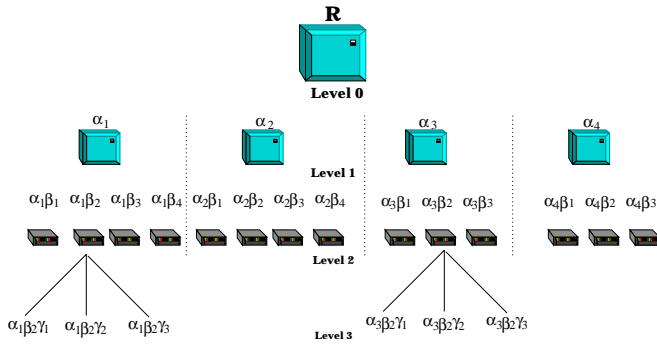 R
Level 0
α1 α2 α3 α4
Level 1
α1β1 α1β2 α1β3 α1β4 α2β1 α2β2 α2β3 α2β4 α3β1 α3β2 α3β3 α4β1 α4β2 α4β3
Level 2
α1β2γ1 α1β2γ2 α1β2γ3 α3β2γ1 α3β2γ2 α3β2γ3
Level 3